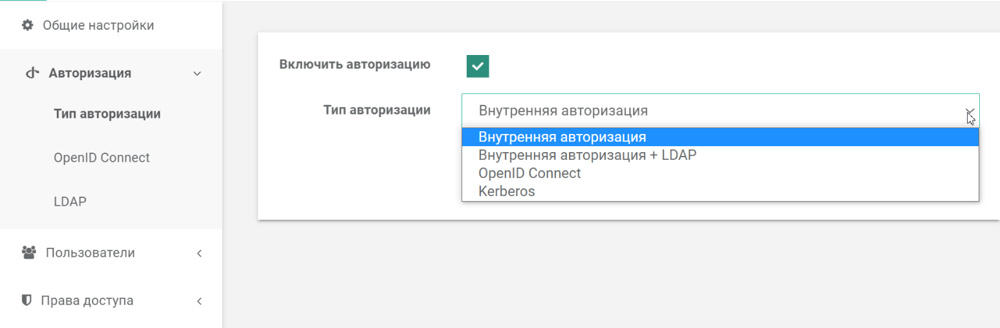 Общие настройки
Авторизация
Тип авторизации
OpenID Connect
LDAP
Пользователи
Права доступа
Включить авторизацию
Тип авторизации
Внутренняя авторизация
Внутренняя авторизация
Внутренняя авторизация + LDAP
OpenID Connect
Kerberos